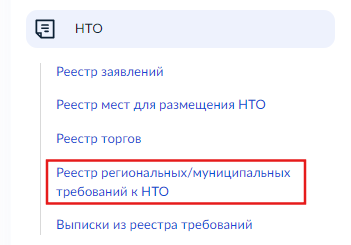 НТО
Реестр заявлений
Реестр мест для размещения НТО
Реестр торгов
Реестр региональных/муниципальных
требований к НТО
Выписки из реестра требований